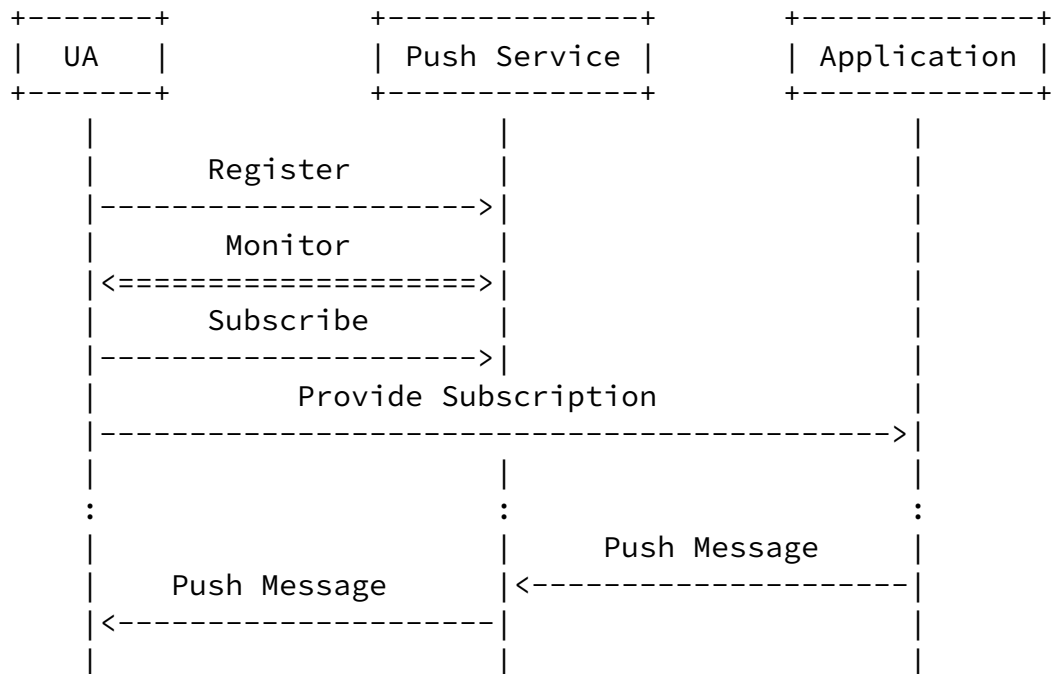 UA Push Service Application
Register
Monitor
Subscribe
Provide Subscription
Push Message
Push Message